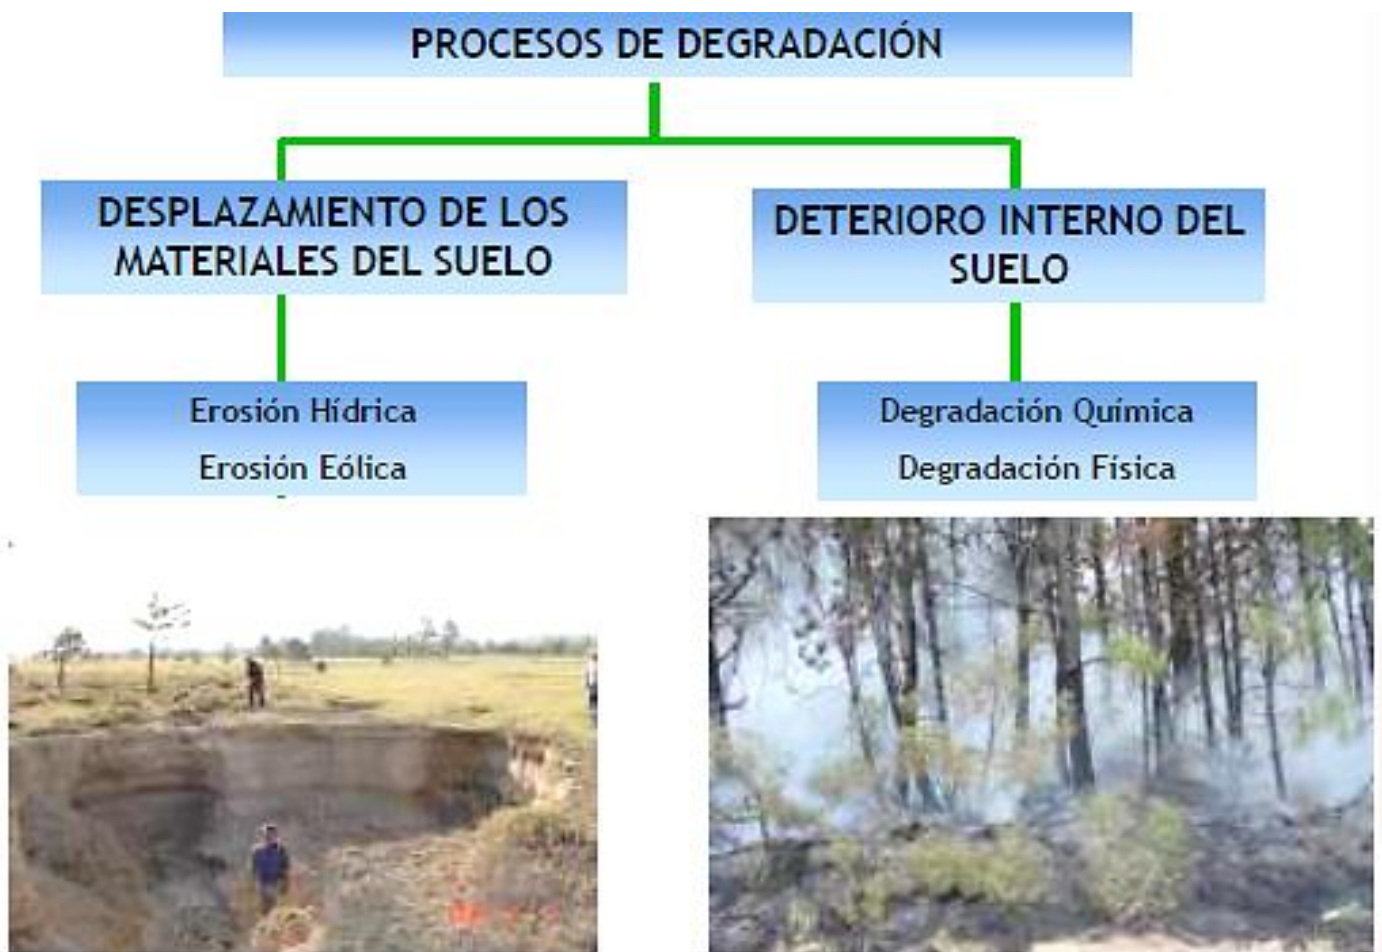 PROCESOS DE DEGRADACIÓN
DESPLAZAMIENTO DE LOS
MATERIALES DEL SUELO
DETERIORO INTERNO DEL
SUELO
Erosión Hídrica
Erosión Eólica
Degradación Química
Degradación Física